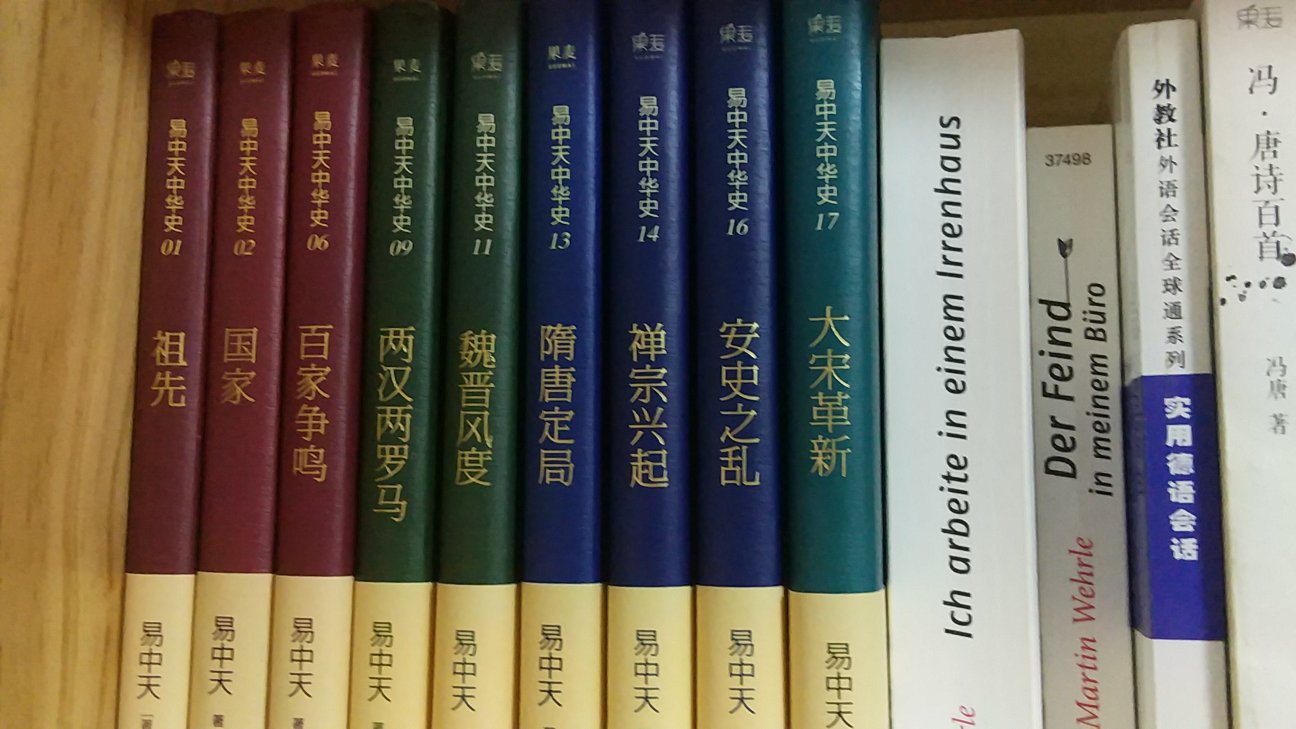 果麦
易中天中华史
01
祖先
易中天
著
果麦
易中天中华史
02
国家
易中天
著
果麦
易中天中华史
06
百家争鸣
易中天
著
果麦
易中天中华史
09
两汉两罗马
易中天
著
果麦
易中天中华史
11
魏晋风度
易中天
果麦
易中天中华史
13
隋唐定局
易中天
果麦
易中天中华史
14
禅宗兴起
易中天
果麦
易中天中华史
16
安史之乱
易中天
果麦
易中天中华史
17
大宋革新
易中天
Ich arbeite in einem Irrenhaus
37498
Der Feind
in meinem Büro
Martin Wehrle
外教社外语会话全球通系列
实用德语会话
果麦
冯·唐诗百首
冯唐 著